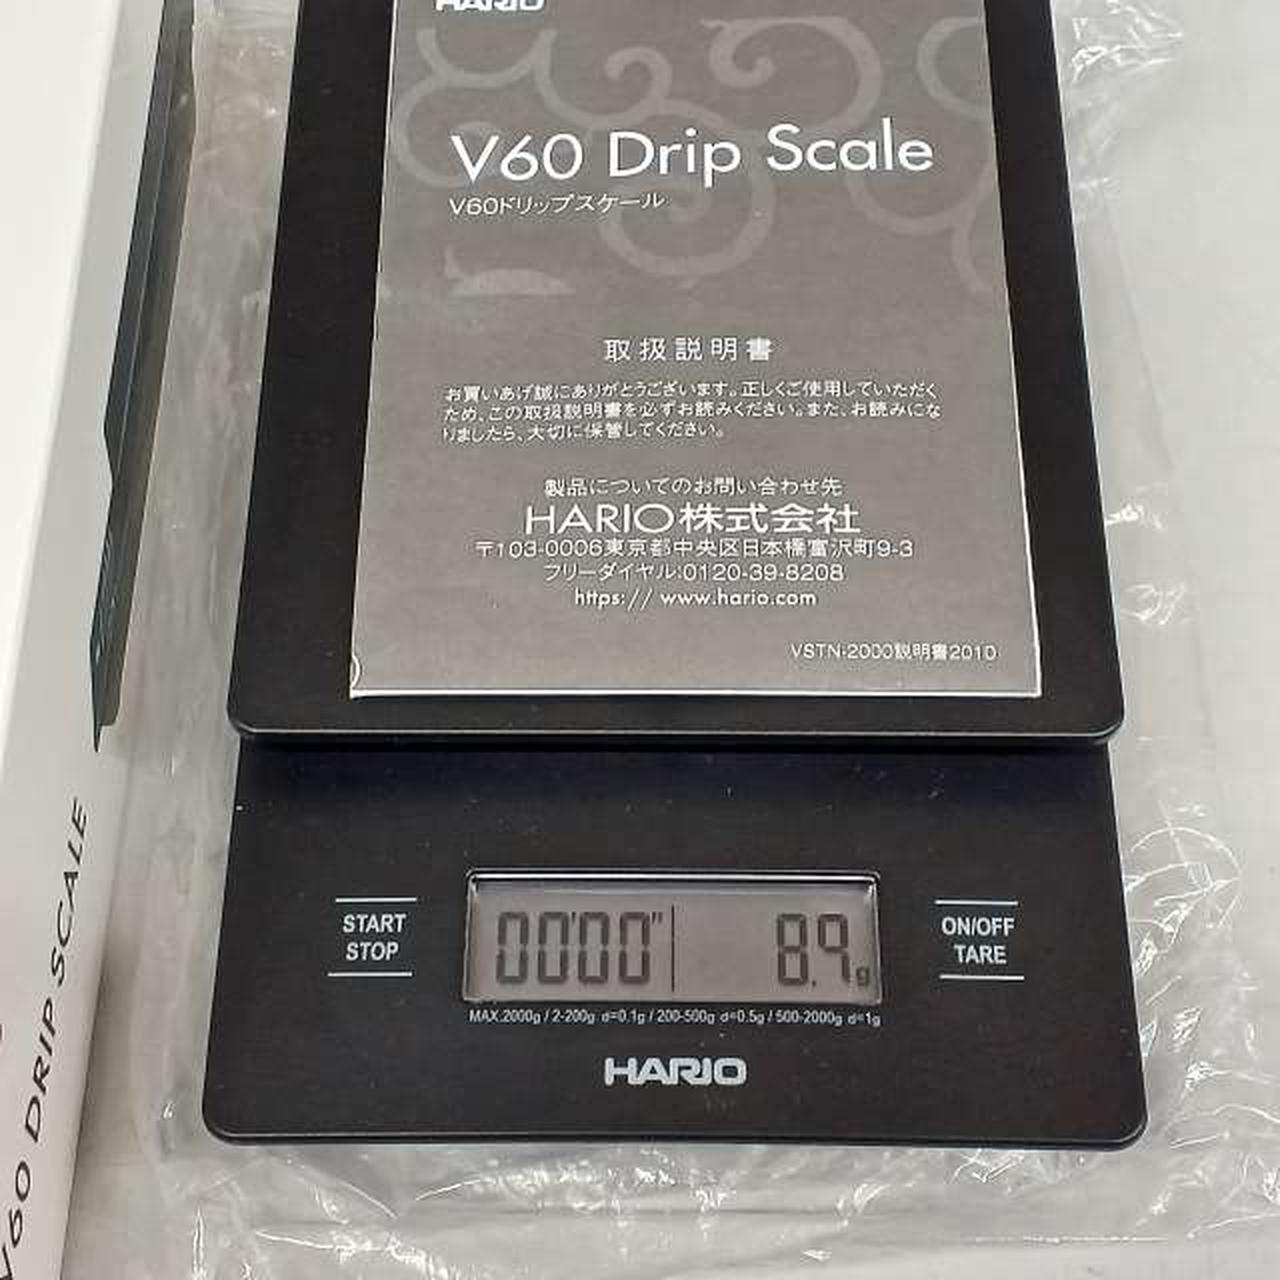 HARIO
V60 Drip Scale
V60ドリップスケール
取扱説明書
お買いあげ誠にありがとうございます。正しくご使用していただく
ため、この取扱説明書を必ずお読みください。また、お読みにな
りましたら、大切に保管してください。
製品についてのお問い合わせ先
HARIO株式会社
〒103-0006東京都中央区日本橋富沢町9-3
フリーダイヤル:0120-39-8208
https:// www.hario.com
VSTN-2000説明書2010
START
STOP
00'00"
8.9g
ON/OFF
TARE
MAX.2000g / 2-200g d=0.1g / 200-500g d=0.5g / 500-2000g d=1g
HARIO
V60 DRIP SCALE